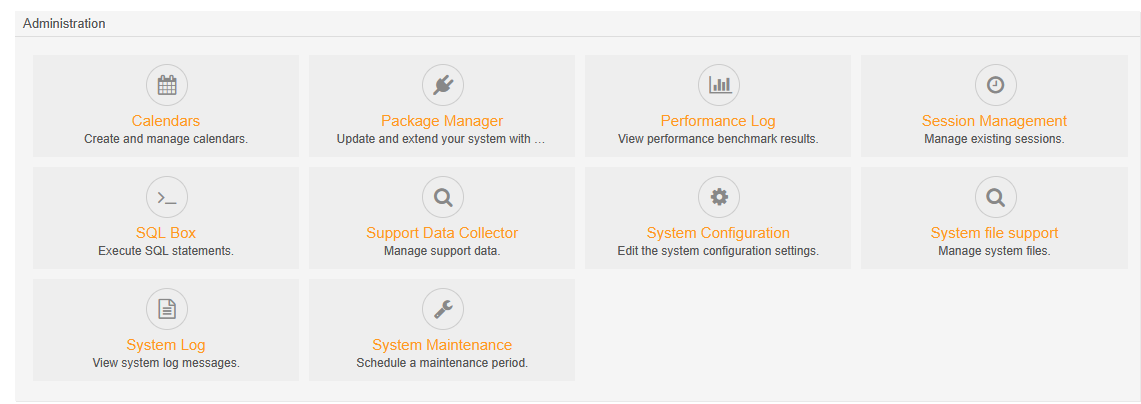 Administration
Calendars
Create and manage calendars.
Package Manager
Update and extend your system with ...
Performance Log
View performance benchmark results.
Session Management
Manage existing sessions.
SQL Box
Execute SQL statements.
Support Data Collector
Manage support data.
System Configuration
Edit the system configuration settings.
System file support
Manage system files.
System Log
View system log messages.
System Maintenance
Schedule a maintenance period.